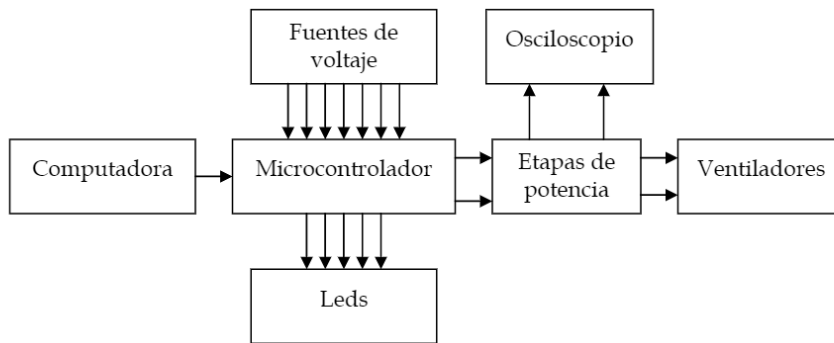 Fuentes de
voltaje
Osciloscopio
Computadora
Microcontrolador
Etapas de
potencia
Ventiladores
Leds